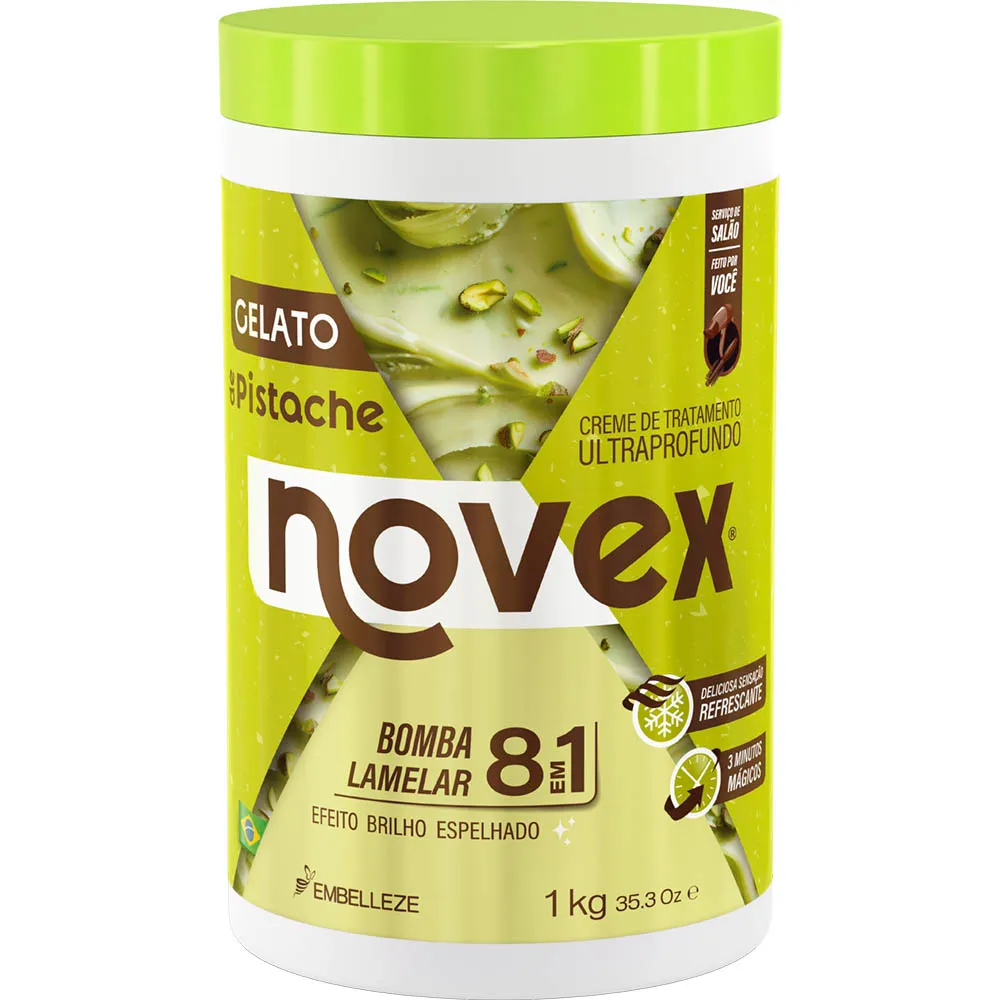 SERVIÇO DE
SALÃO
FEITO POR
VOCÊ
GELATO
de Pistache
CREME DE TRATAMENTO
ULTRAPROFUNDO
novex®
DELICIOSA SENSAÇÃO
REFRESCANTE
3 MINUTOS
MÁGICOS
BOMBA
LAMELAR
8 EM 1
EFEITO BRILHO ESPELHADO
EMBELLEZE
1 kg 35.3 Oz ℮